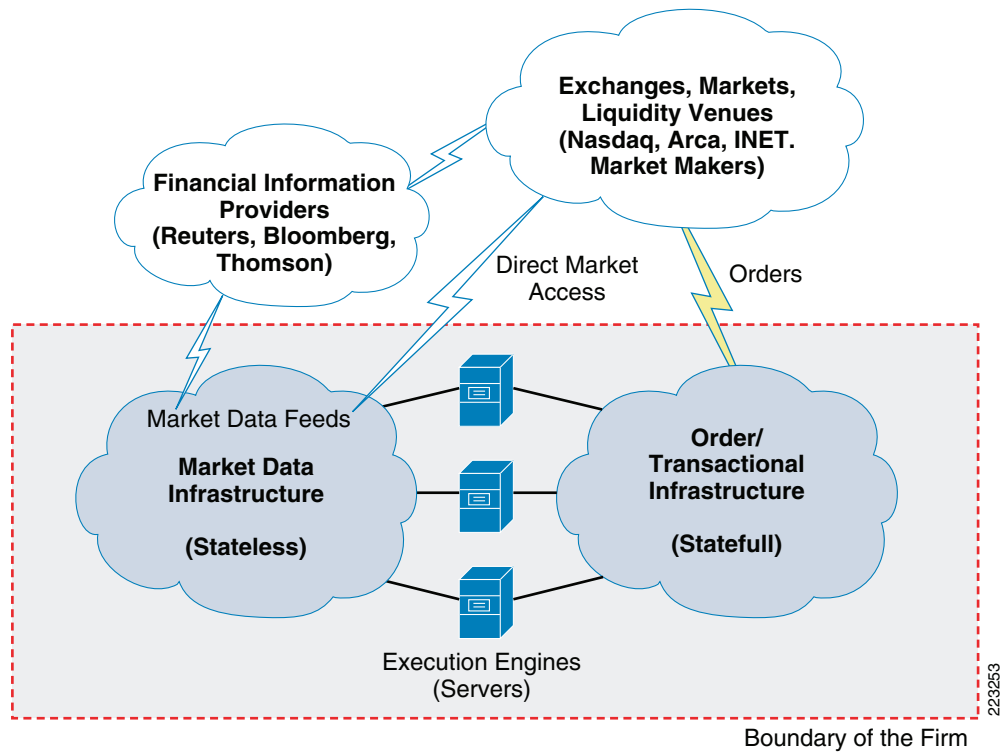 Exchanges, Markets,
Liquidity Venues
(Nasdaq, Arca, INET.
Market Makers)
Financial Information
Providers
(Reuters, Bloomberg,
Thomson)
Direct Market
Access
Orders
Market Data Feeds
Market Data
Infrastructure
(Stateless)
Order/
Transactional
Infrastructure
(Statefull)
Execution Engines
(Servers)
223253
Boundary of the Firm